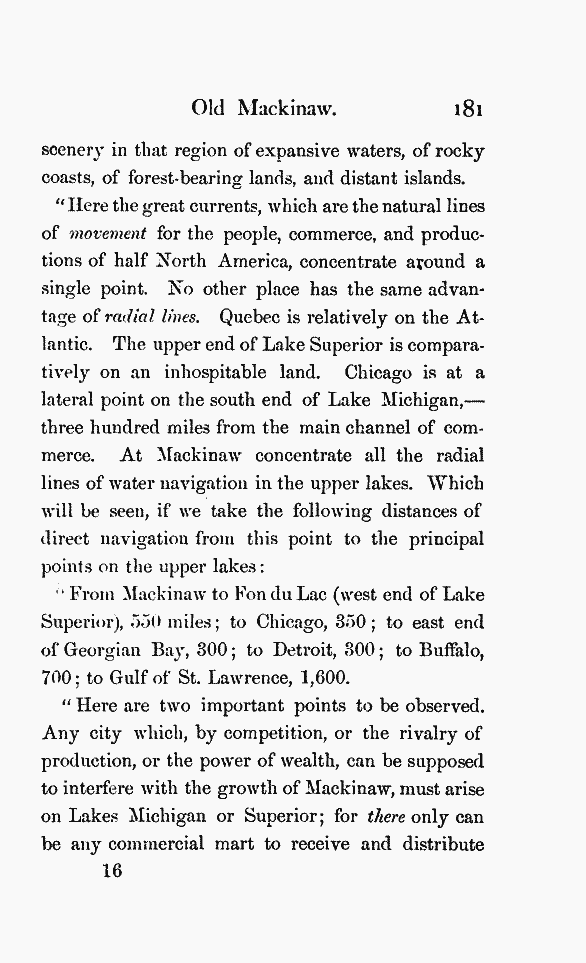 Old Mackinaw. 181
scenery in that region of expansive waters, of rocky
coasts, of forest-bearing lands, and distant islands.
"Here the great currents, which are the natural lines
of movement for the people, commerce, and produc-
tions of half North America, concentrate around a
single point. No other place has the same advan-
tage of radial lines. Quebec is relatively on the At-
lantic. The upper end of Lake Superior is compara-
tively on an inhospitable land. Chicago is at a
lateral point on the south end of Lake Michigan,—
three hundred miles from the main channel of com-
merce. At Mackinaw concentrate all the radial
lines of water navigation in the upper lakes. Which
will be seen, if we take the following distances of
direct navigation from this point to the principal
points on the upper lakes:
"From Mackinaw to Fon du Lac (west end of Lake
Superior), 550 miles; to Chicago, 350; to east end
of Georgian Bay, 300; to Detroit, 300; to Buffalo,
700; to Gulf of St. Lawrence, 1,600.
"Here are two important points to be observed.
Any city which, by competition, or the rivalry of
production, or the power of wealth, can be supposed
to interfere with the growth of Mackinaw, must arise
on Lakes Michigan or Superior; for there only can
be any commercial mart to receive and distribute
16